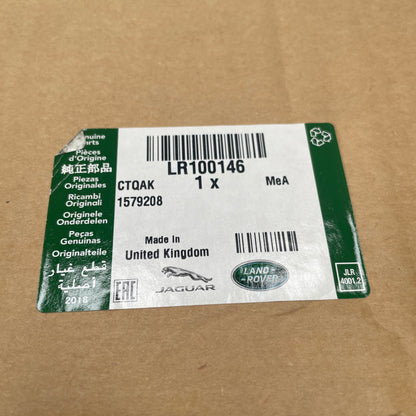 Genuine
Parts
Pièces
d'Origine
純正部品
Piezas
Originales
Ricambi
Originali
Originele
Onderdelen
Peças
Genuínas
Originalteile
قطع غيار
أصلية
2018
LR100146
CTQAK
1 x
MeA
1579208
Made In
United Kingdom
EAC
JAGUAR
LAND
ROVER
JLR
4001.2